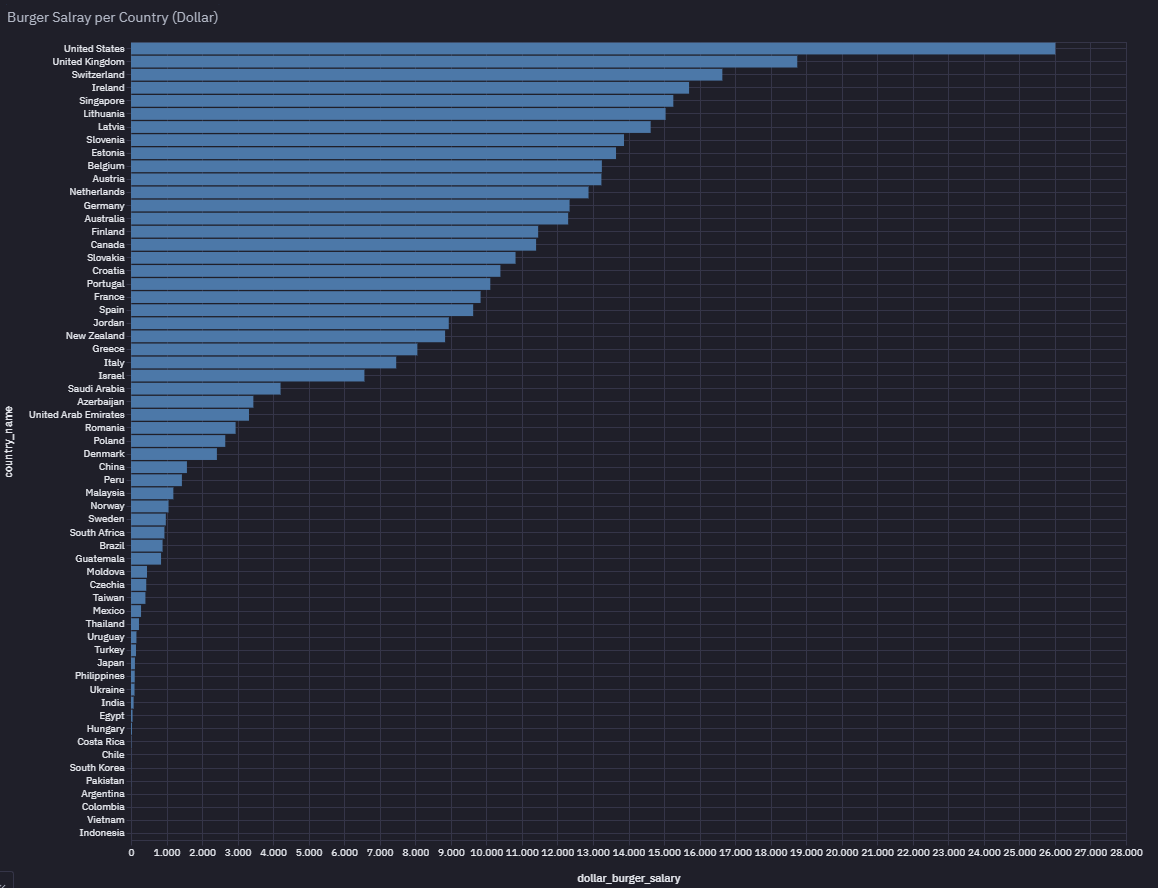 Burger Salray per Country (Dollar)
United States
United Kingdom
Switzerland
Ireland
Singapore
Lithuania
Latvia
Slovenia
Estonia
Belgium
Austria
Netherlands
Germany
Australia
Finland
Canada
Slovakia
Croatia
Portugal
France
Spain
Jordan
New Zealand
Greece
Italy
Israel
Saudi Arabia
Azerbaijan
United Arab Emirates
Romania
Poland
Denmark
China
Peru
Malaysia
Norway
Sweden
South Africa
Brazil
Guatemala
Moldova
Czechia
Taiwan
Mexico
Thailand
Uruguay
Turkey
Japan
Philippines
Ukraine
India
Egypt
Hungary
Costa Rica
Chile
South Korea
Pakistan
Argentina
Colombia
Vietnam
Indonesia
country_name
0 1.000 2.000 3.000 4.000 5.000 6.000 7.000 8.000 9.000 10.000 11.000 12.000 13.000 14.000 15.000 16.000 17.000 18.000 19.000 20.000 21.000 22.000 23.000 24.000 25.000 26.000 27.000 28.000
dollar_burger_salary